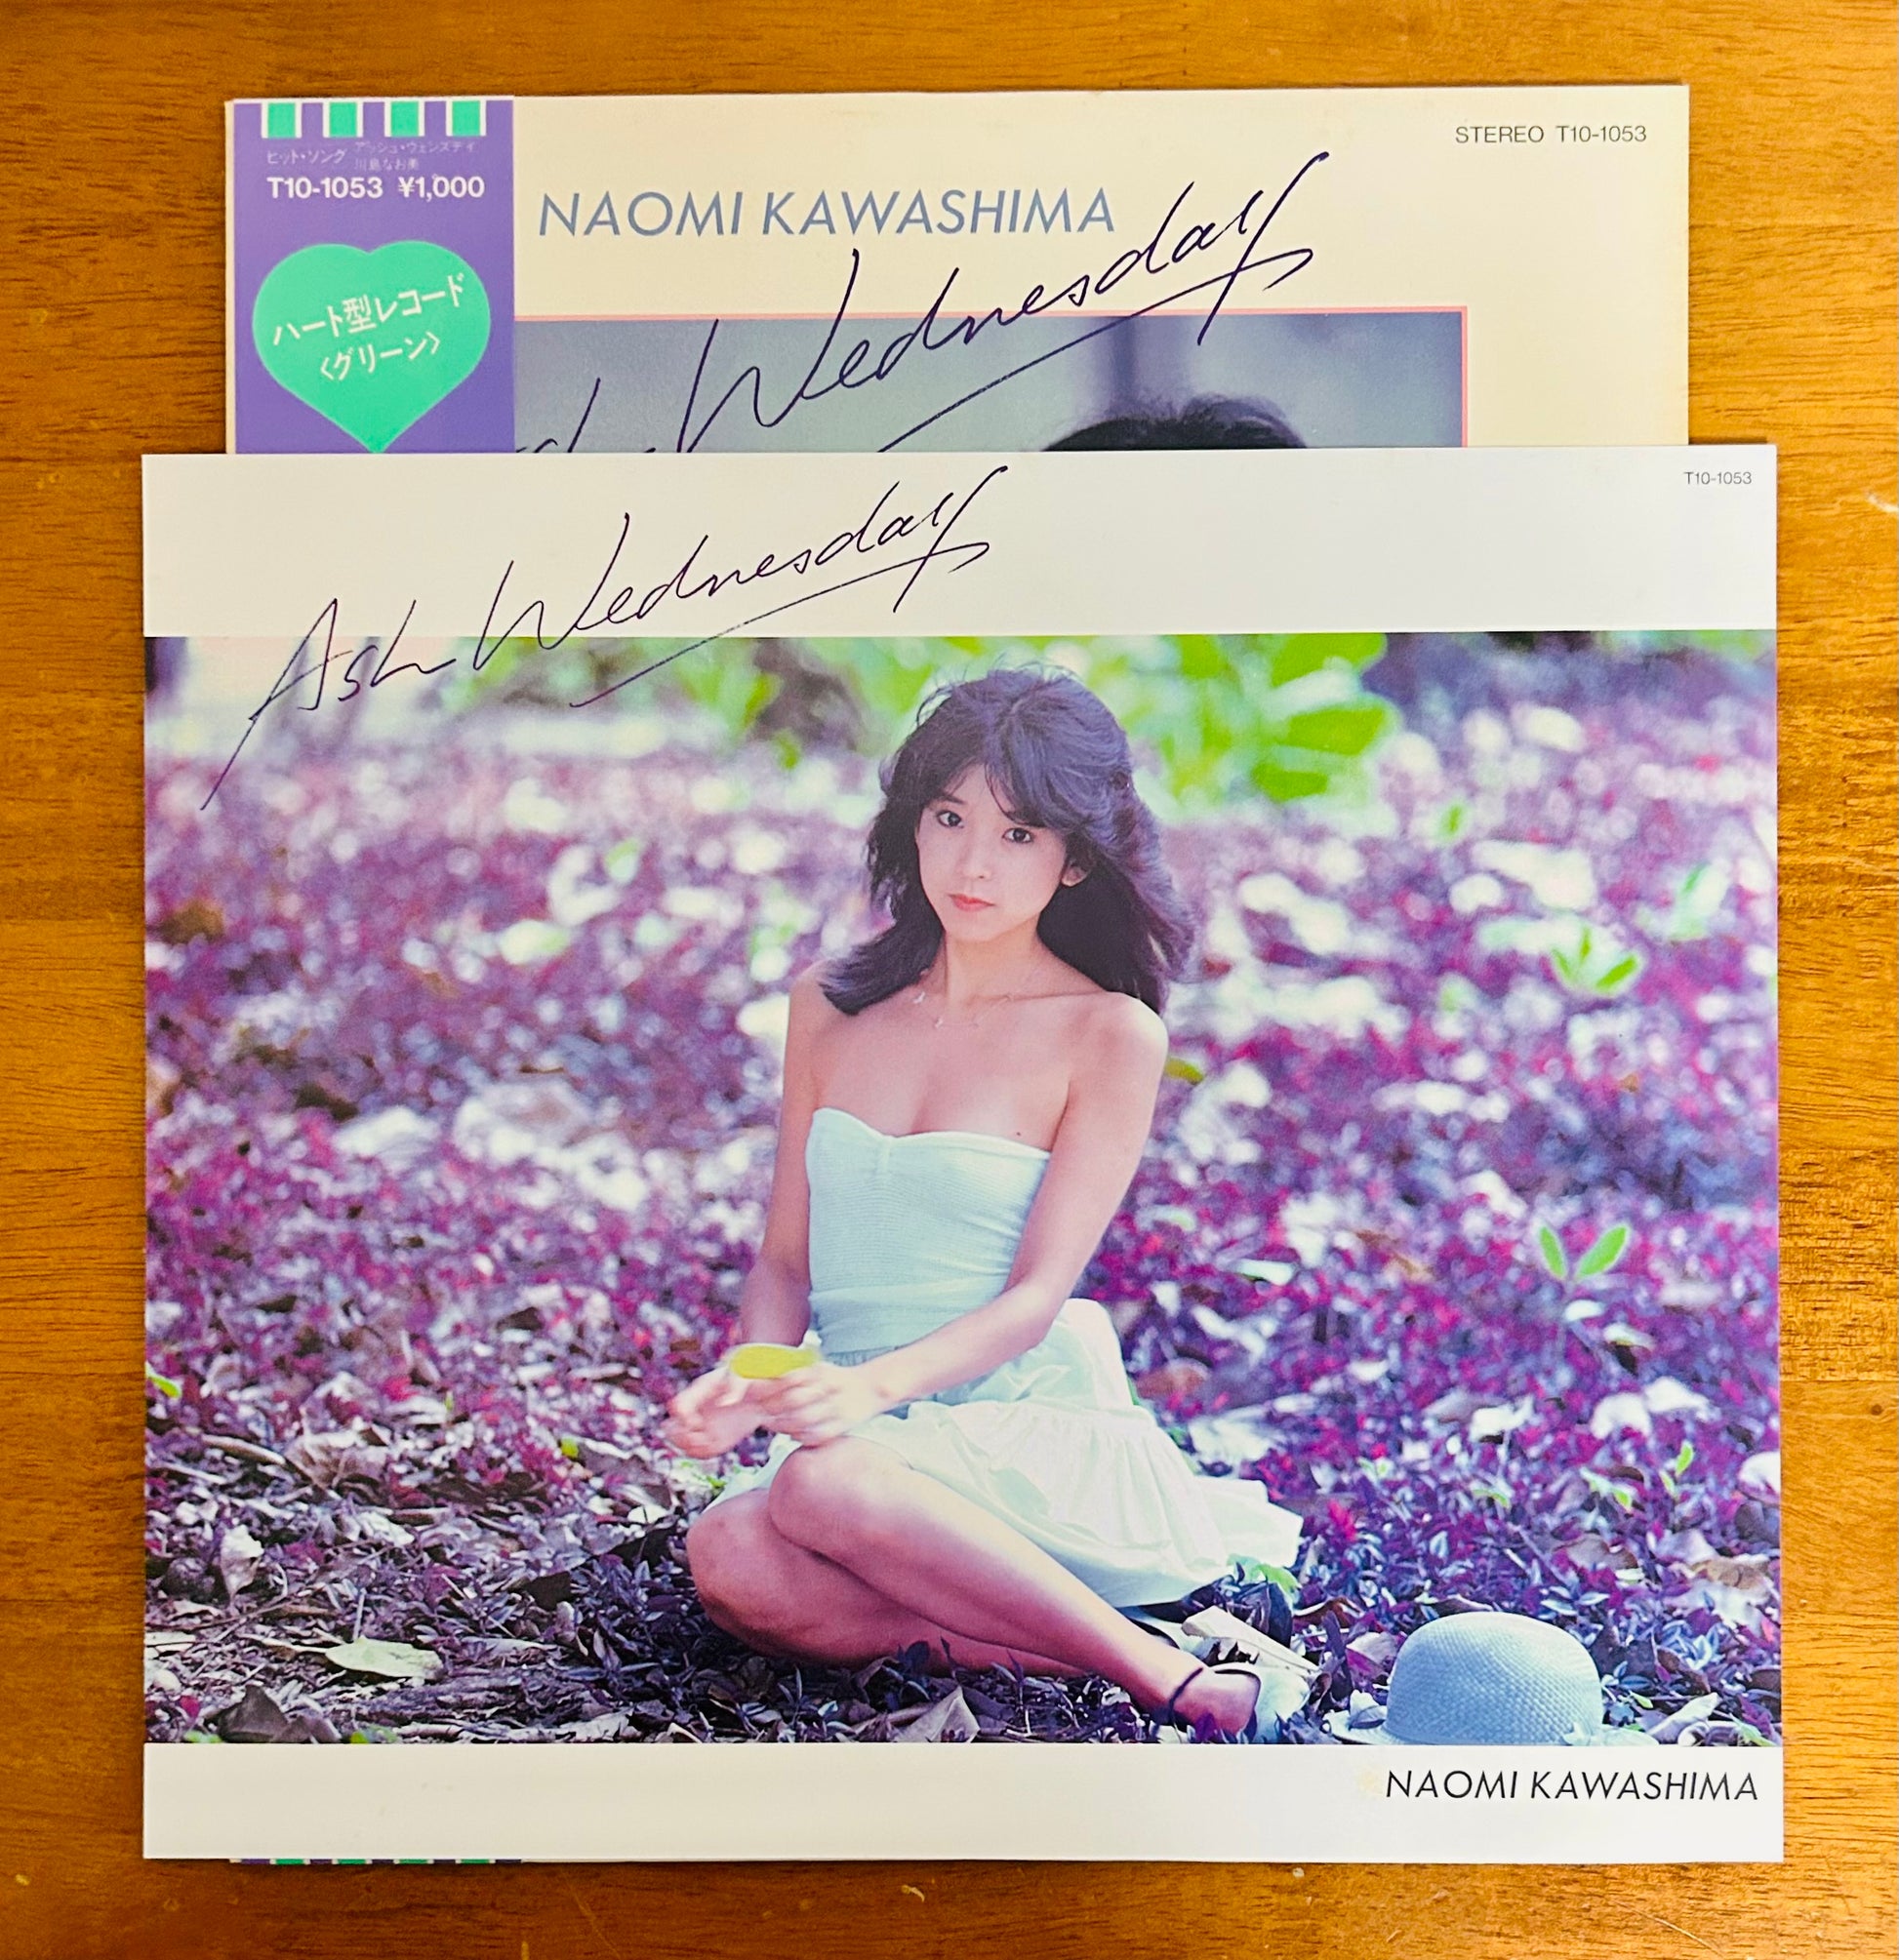 ヒット・ソング アッシュ・ウェンズデイ
川島なお美
T10-1053 ¥1,000
ハート型レコード
〈グリーン〉
STEREO T10-1053
NAOMI KAWASHIMA
Wednesday
T10-1053
Ash Wednesday
NAOMI KAWASHIMA